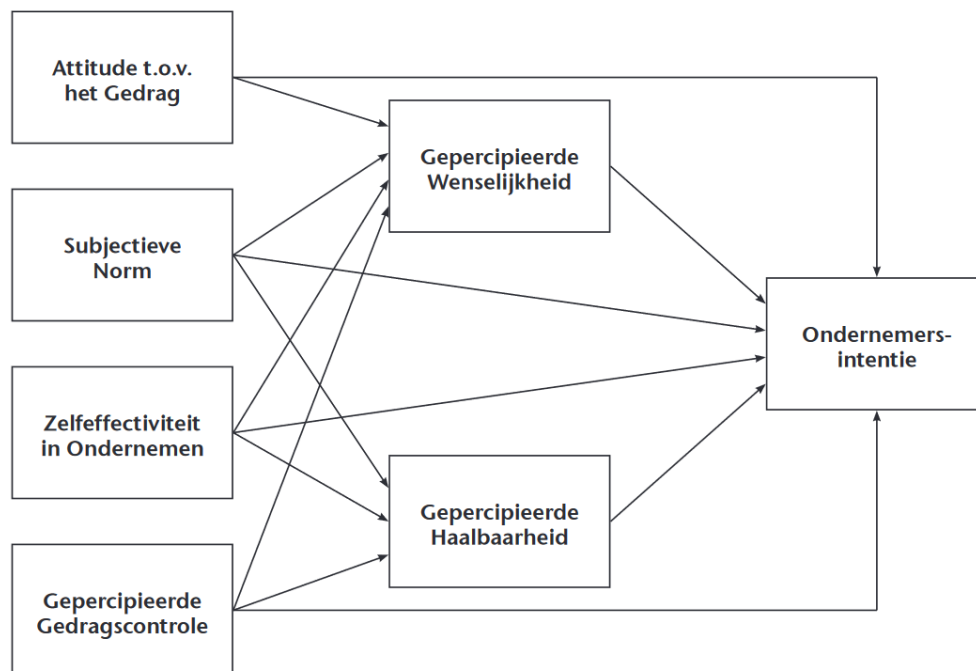 Attitude t.o.v.
het Gedrag
Gepercipieerde
Wenselijkheid
Subjectieve
Norm
Ondernemers-
intentie
Zelfeffectiviteit
in Ondernemen
Gepercipieerde
Haalbaarheid
Gepercipieerde
Gedragscontrole